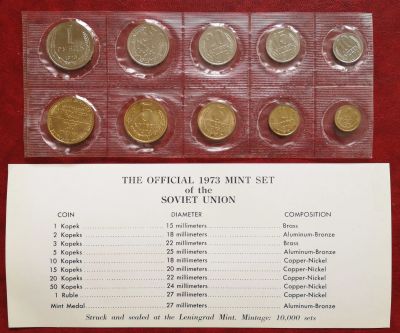 1
РУБЛЬ
5
THE OFFICIAL 1973 MINT SET
of the
SOVIET UNION
COIN DIAMETER COMPOSITION
1 Kopek 15 millimeters Brass
2 Kopeks 18 millimeters Aluminum-Bronze
3 Kopeks 22 millimeters Brass
5 Kopeks 25 millimeters Aluminum-Bronze
10 Kopeks 18 millimeters Copper-Nickel
15 Kopeks 20 millimeters Copper-Nickel
20 Kopeks 22 millimeters Copper-Nickel
50 Kopeks 24 millimeters Copper-Nickel
1 Ruble 27 millimeters Copper-Nickel
Mint Medal 27 millimeters Aluminum-Bronze
Struck and sealed at the Leningrad Mint. Mintage: 10,000 sets